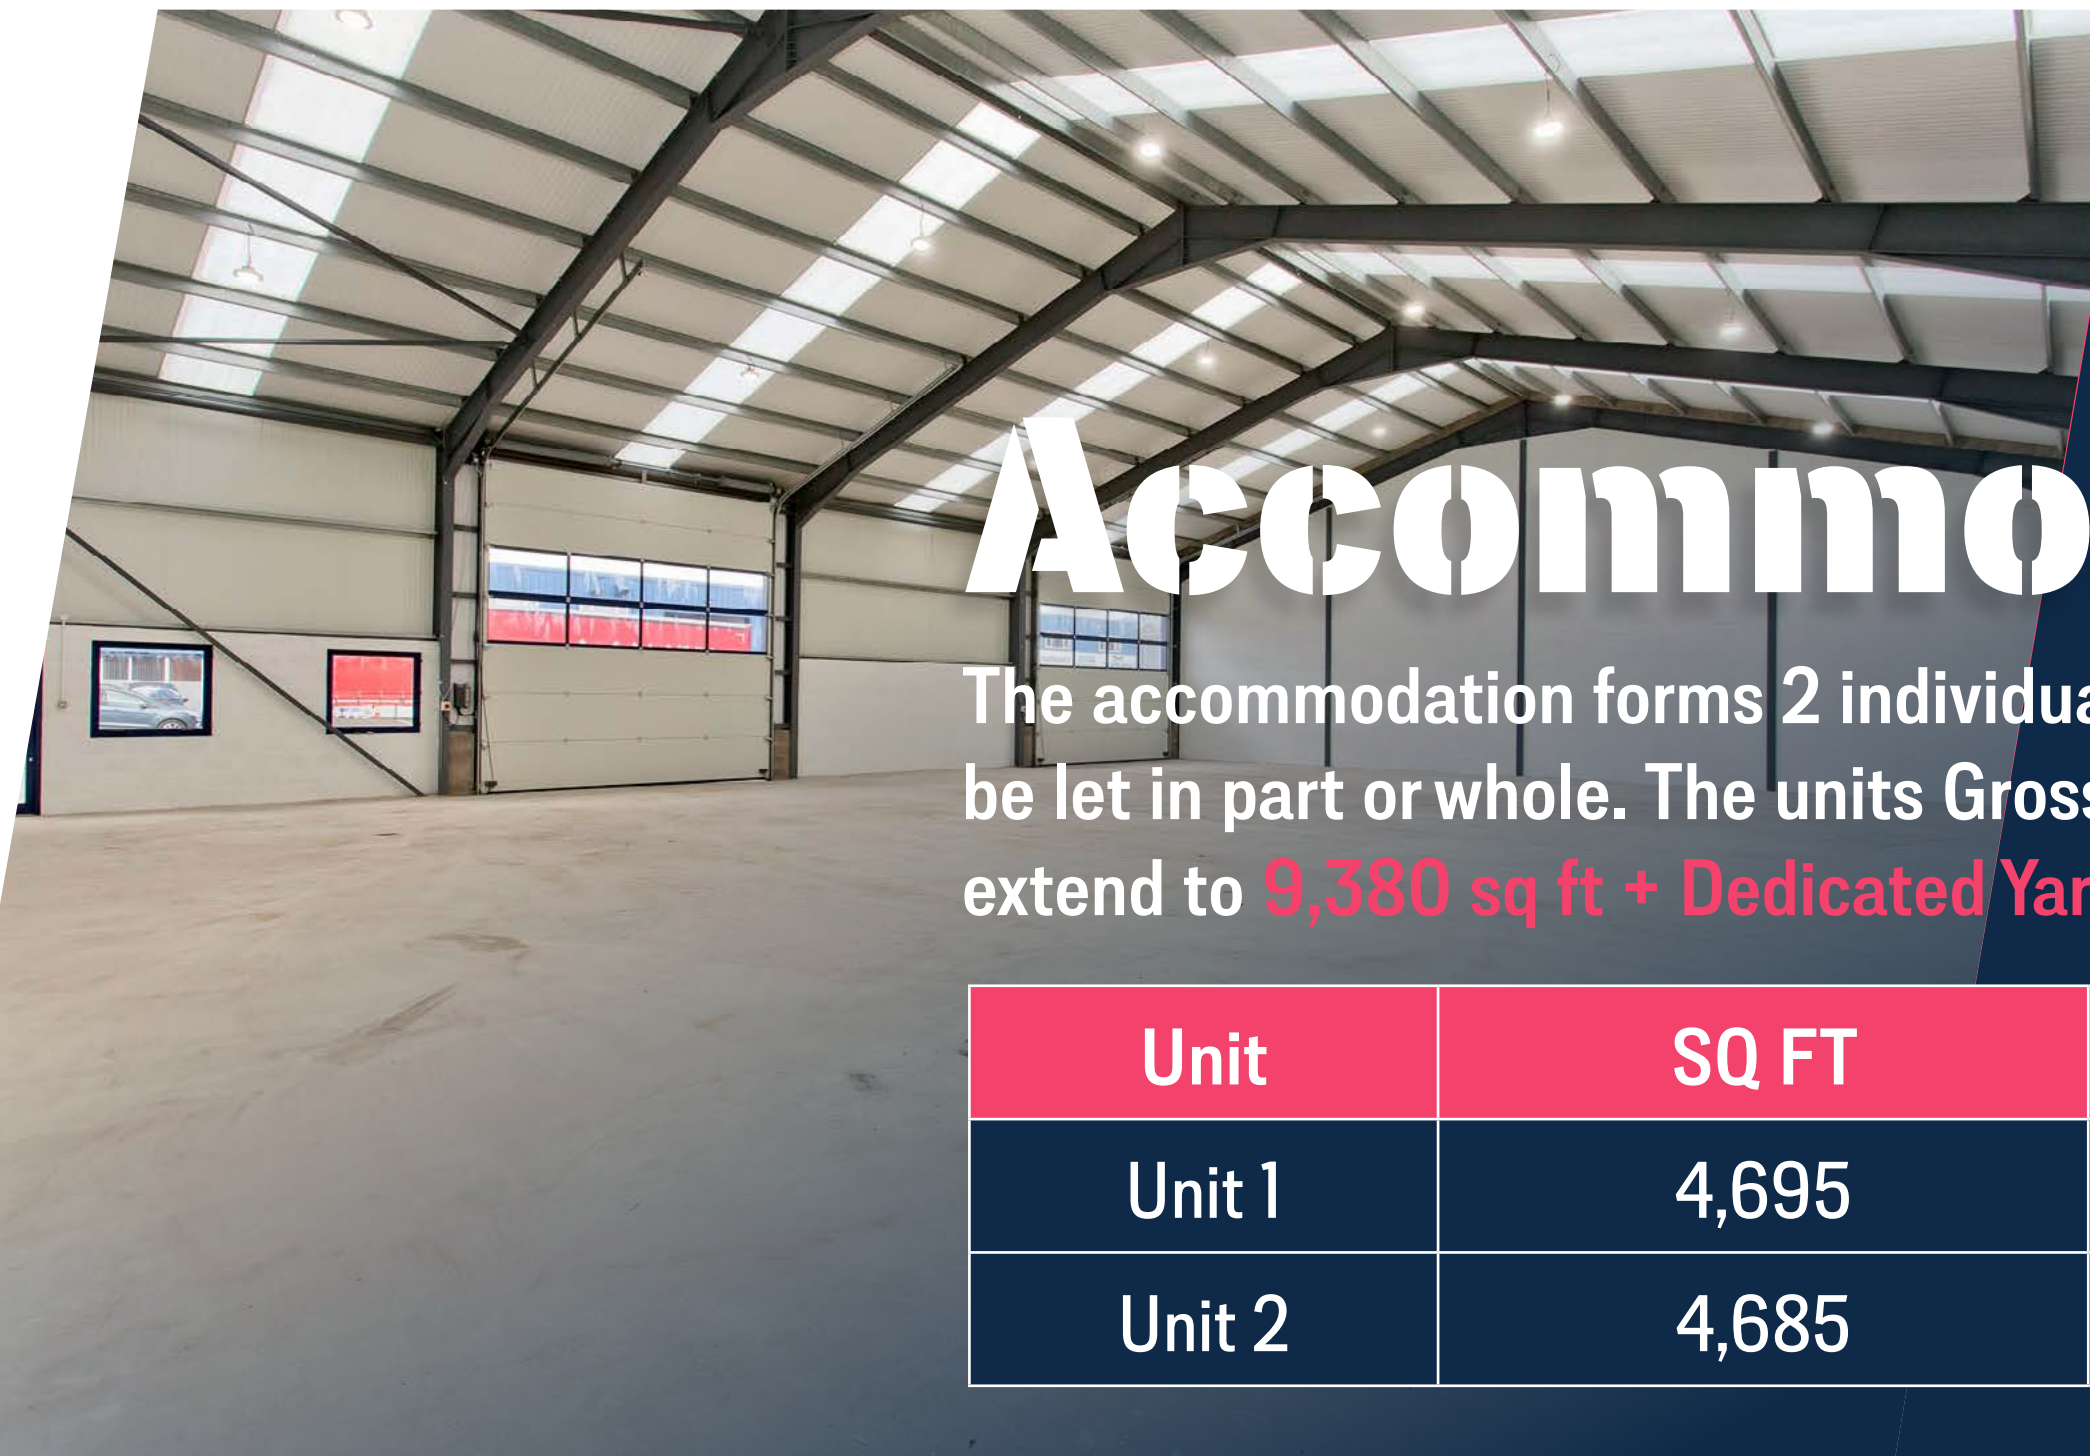 Accommo
The accommodation forms 2 individua
be let in part or whole. The units Gross
extend to 9,380 sq ft + Dedicated Yar
Unit SQ FT
Unit 1 4,695
Unit 2 4,685